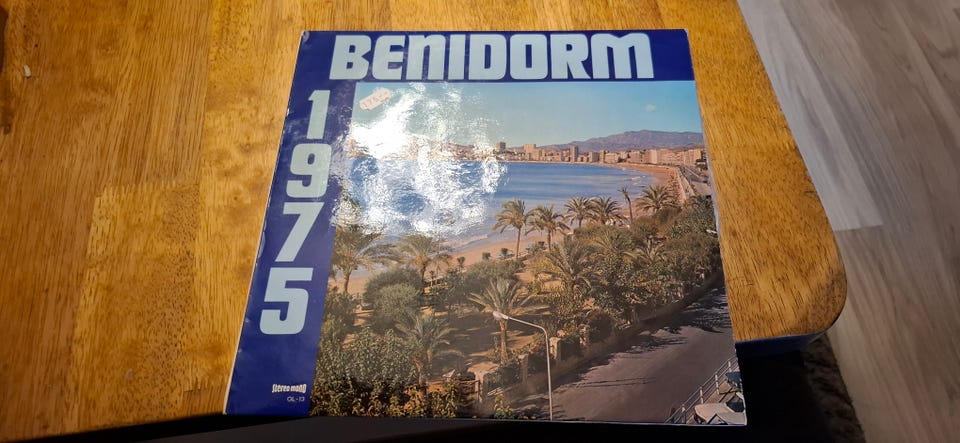 BENIDORM
1975
Stereo mono
OL-13